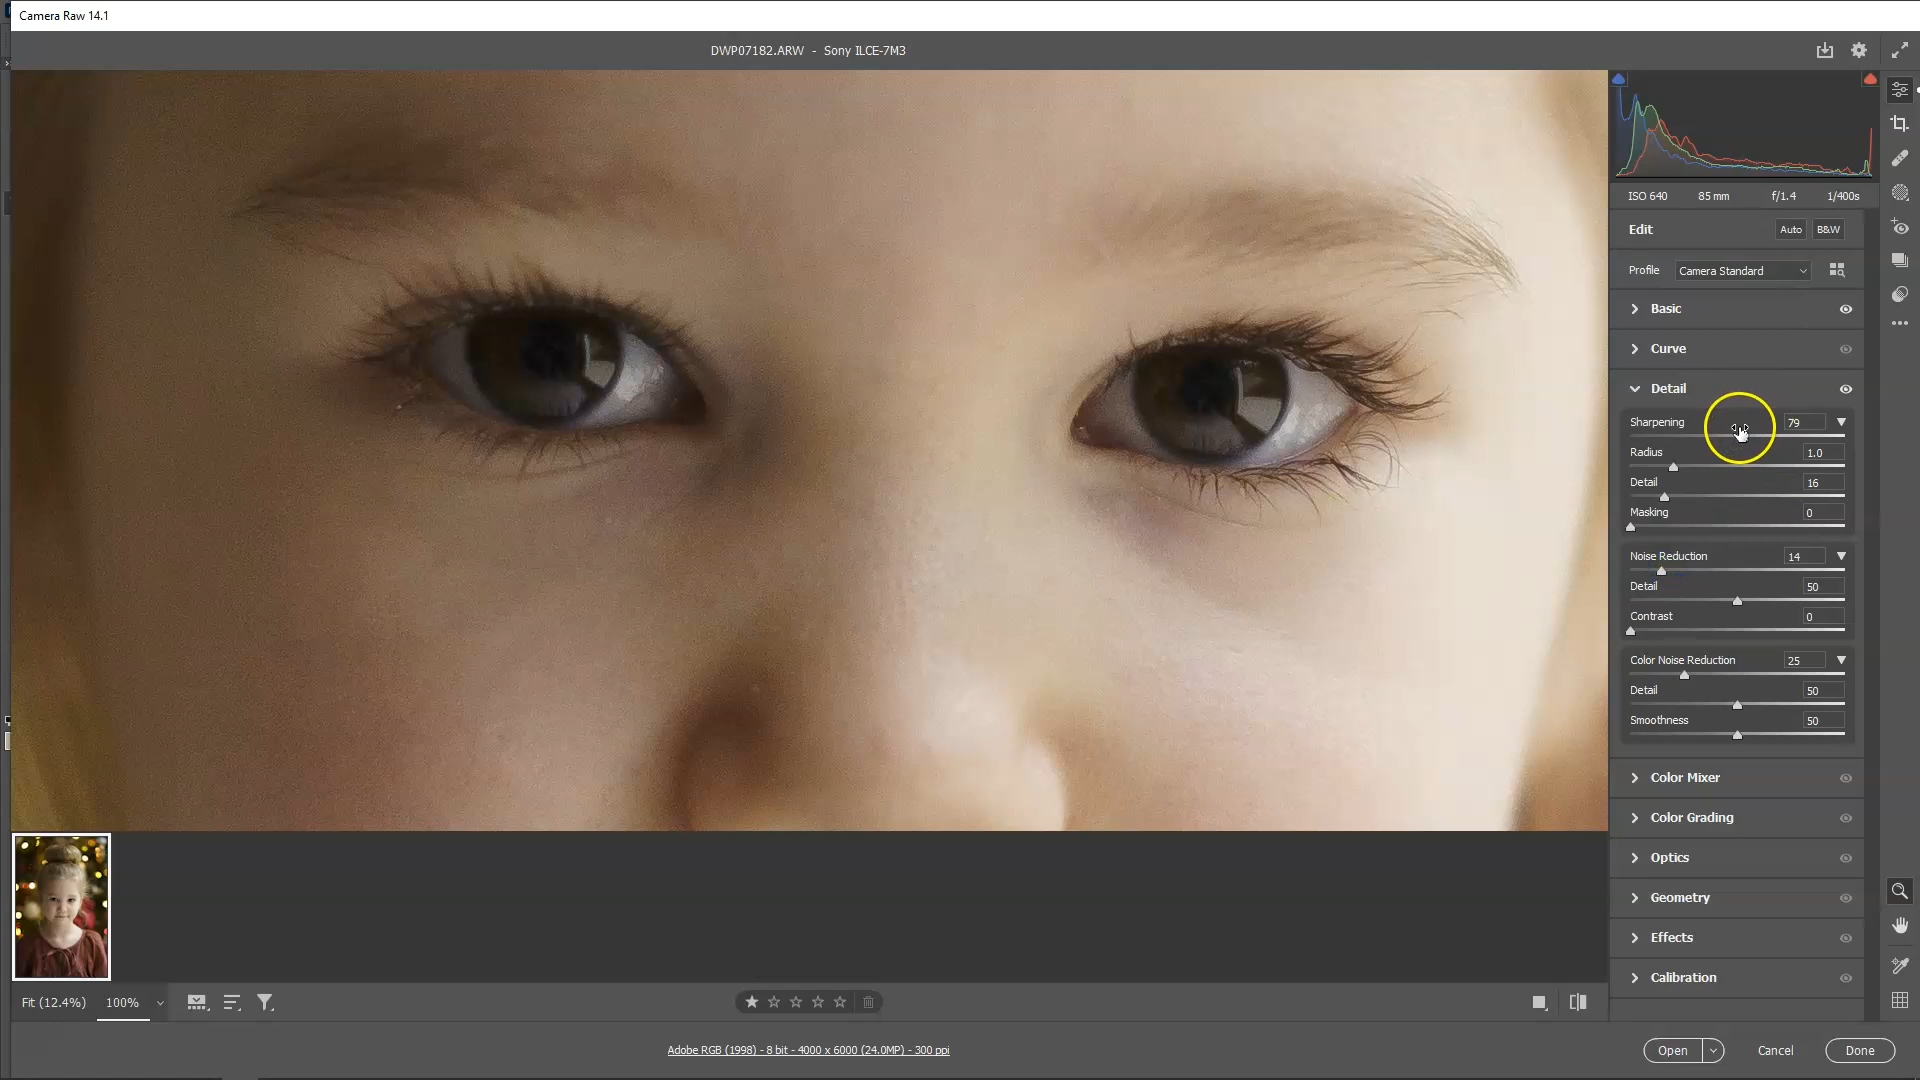 Camera Raw 14.1
DWP07182.ARW - Sony ILCE-7M3
ISO 640 85 mm f/1.4 1/400s
Edit Auto B&W
Profile Camera Standard
Basic
Curve
Detail
Sharpening 79
Radius 1.0
Detail 16
Masking 0
Noise Reduction 14
Detail 50
Contrast 0
Color Noise Reduction 25
Detail 50
Smoothness 50
Color Mixer
Color Grading
Optics
Geometry
Effects
Calibration
Fit (12.4%) 100%
Adobe RGB (1998) - 8 bit - 4000 x 6000 (24.0MP) - 300 ppi
Open Cancel Done